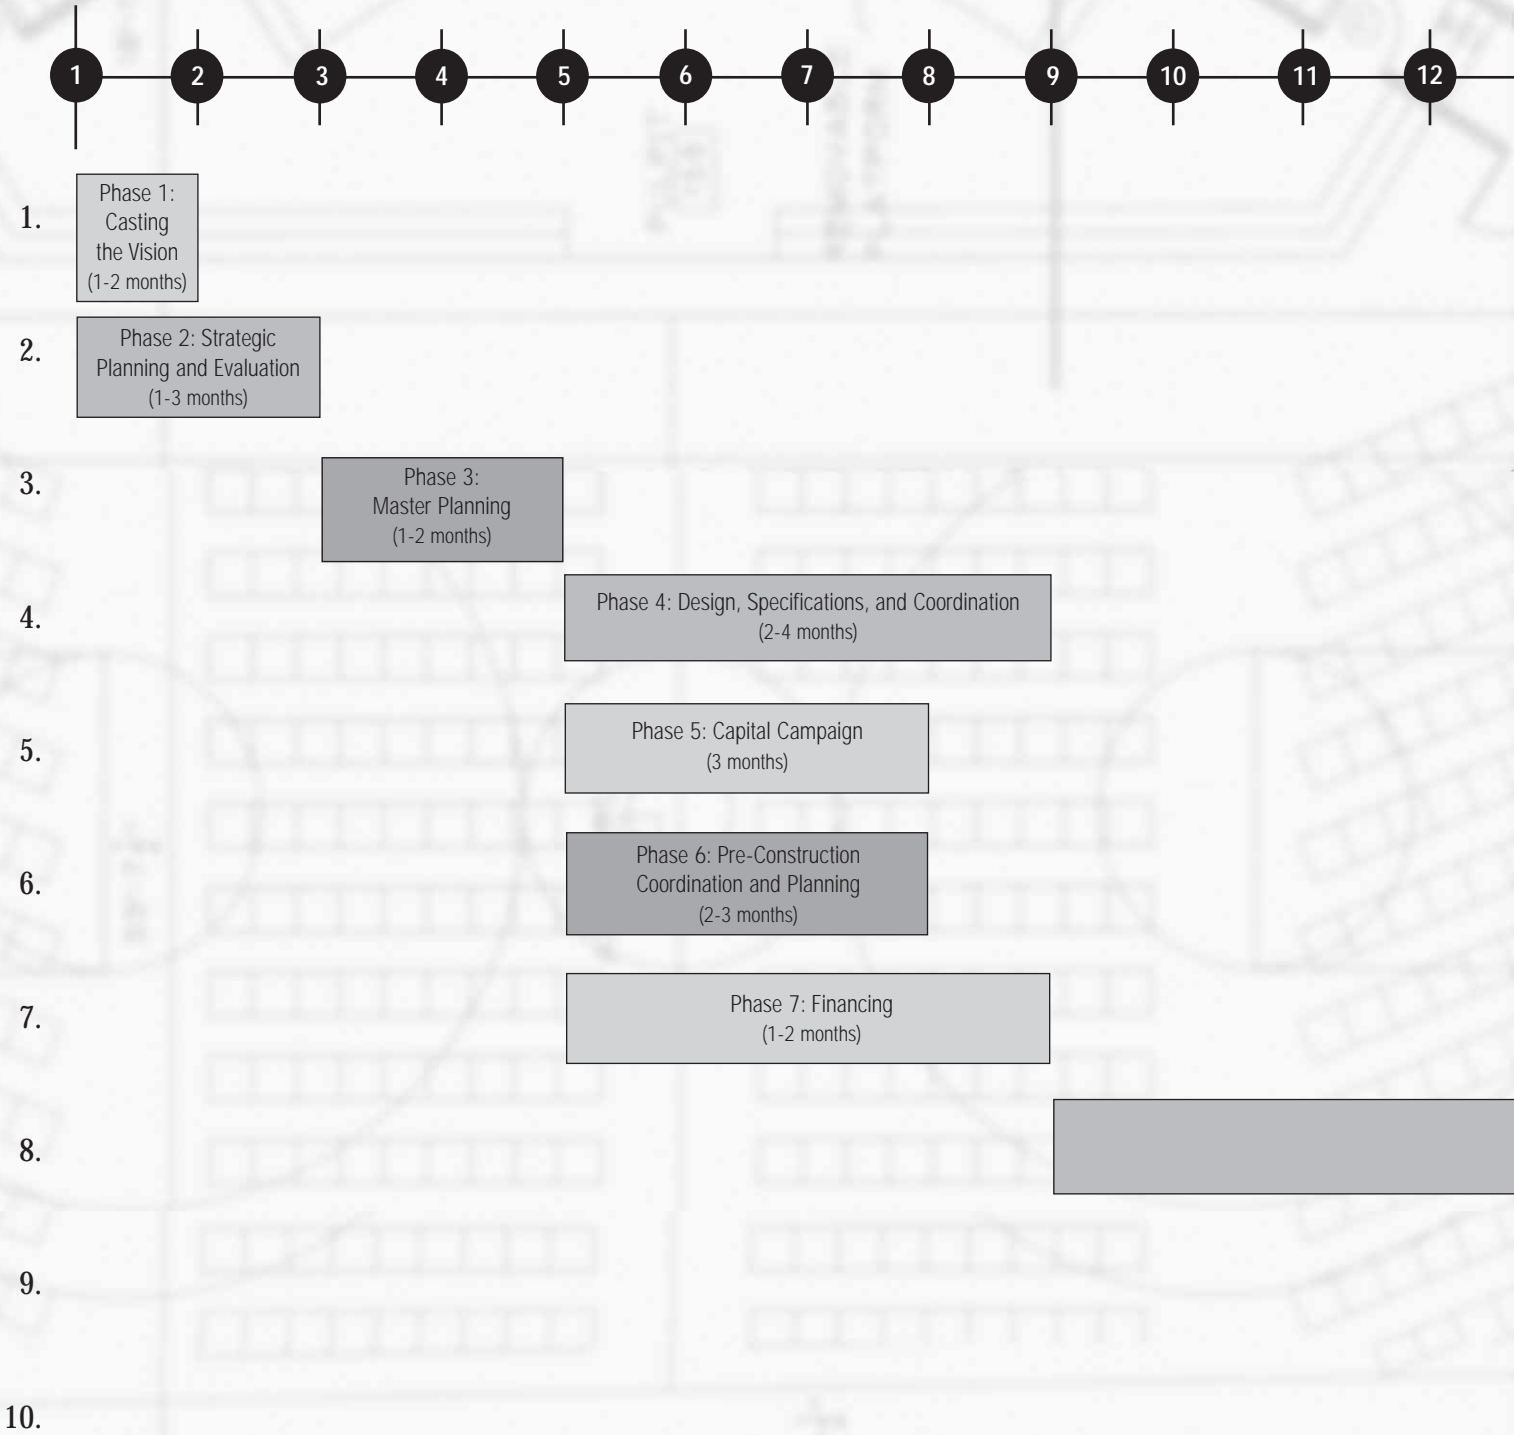 1 2 3 4 5 6 7 8 9 10 11 12
1.
Phase 1:
Casting
the Vision
(1-2 months)
2.
Phase 2: Strategic
Planning and Evaluation
(1-3 months)
3.
Phase 3:
Master Planning
(1-2 months)
4.
Phase 4: Design, Specifications, and Coordination
(2-4 months)
5.
Phase 5: Capital Campaign
(3 months)
6.
Phase 6: Pre-Construction
Coordination and Planning
(2-3 months)
7.
Phase 7: Financing
(1-2 months)
8.
9.
10.